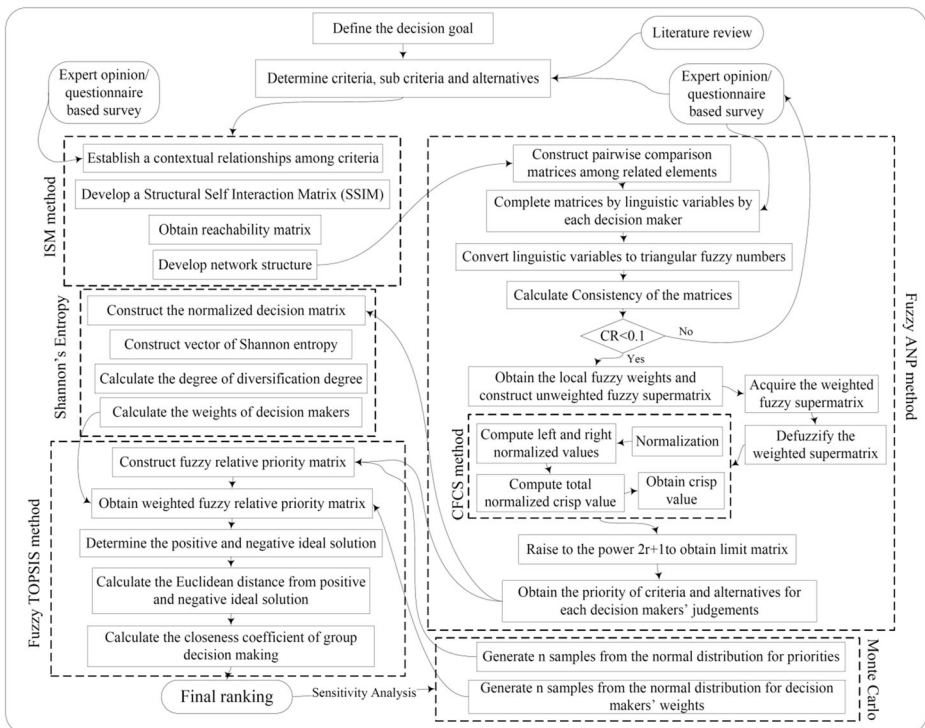 Define the decision goal
Literature review
Determine criteria, sub criteria and alternatives
Expert opinion/
questionnaire
based survey
Expert opinion/
questionnaire
based survey
ISM method
Establish a contextual relationships among criteria
Develop a Structural Self Interaction Matrix (SSIM)
Obtain reachability matrix
Develop network structure
Shannon's Entropy
Construct the normalized decision matrix
Construct vector of Shannon entropy
Calculate the degree of diversification degree
Calculate the weights of decision makers
Fuzzy TOPSIS method
Construct fuzzy relative priority matrix
Obtain weighted fuzzy relative priority matrix
Determine the positive and negative ideal solution
Calculate the Euclidean distance from positive
and negative ideal solution
Calculate the closeness coefficient of group
decision making
Final ranking
Sensitivity Analysis
Fuzzy ANP method
Construct pairwise comparison
matrices among related elements
Complete matrices by linguistic variables by
each decision maker
Convert linguistic variables to triangular fuzzy numbers
Calculate Consistency of the matrices
CR<0.1
No
Yes
Obtain the local fuzzy weights and
construct unweighted fuzzy supermatrix
Acquire the weighted
fuzzy supermatrix
Defuzzify the
weighted supermatrix
CFCS method
Compute left and right
normalized values
Normalization
Compute total
normalized crisp value
Obtain crisp
value
Raise to the power 2r+1to obtain limit matrix
Obtain the priority of criteria and alternatives for
each decision makers' judgements
Monte Carlo
Generate n samples from the normal distribution for priorities
Generate n samples from the normal distribution for decision
makers' weights